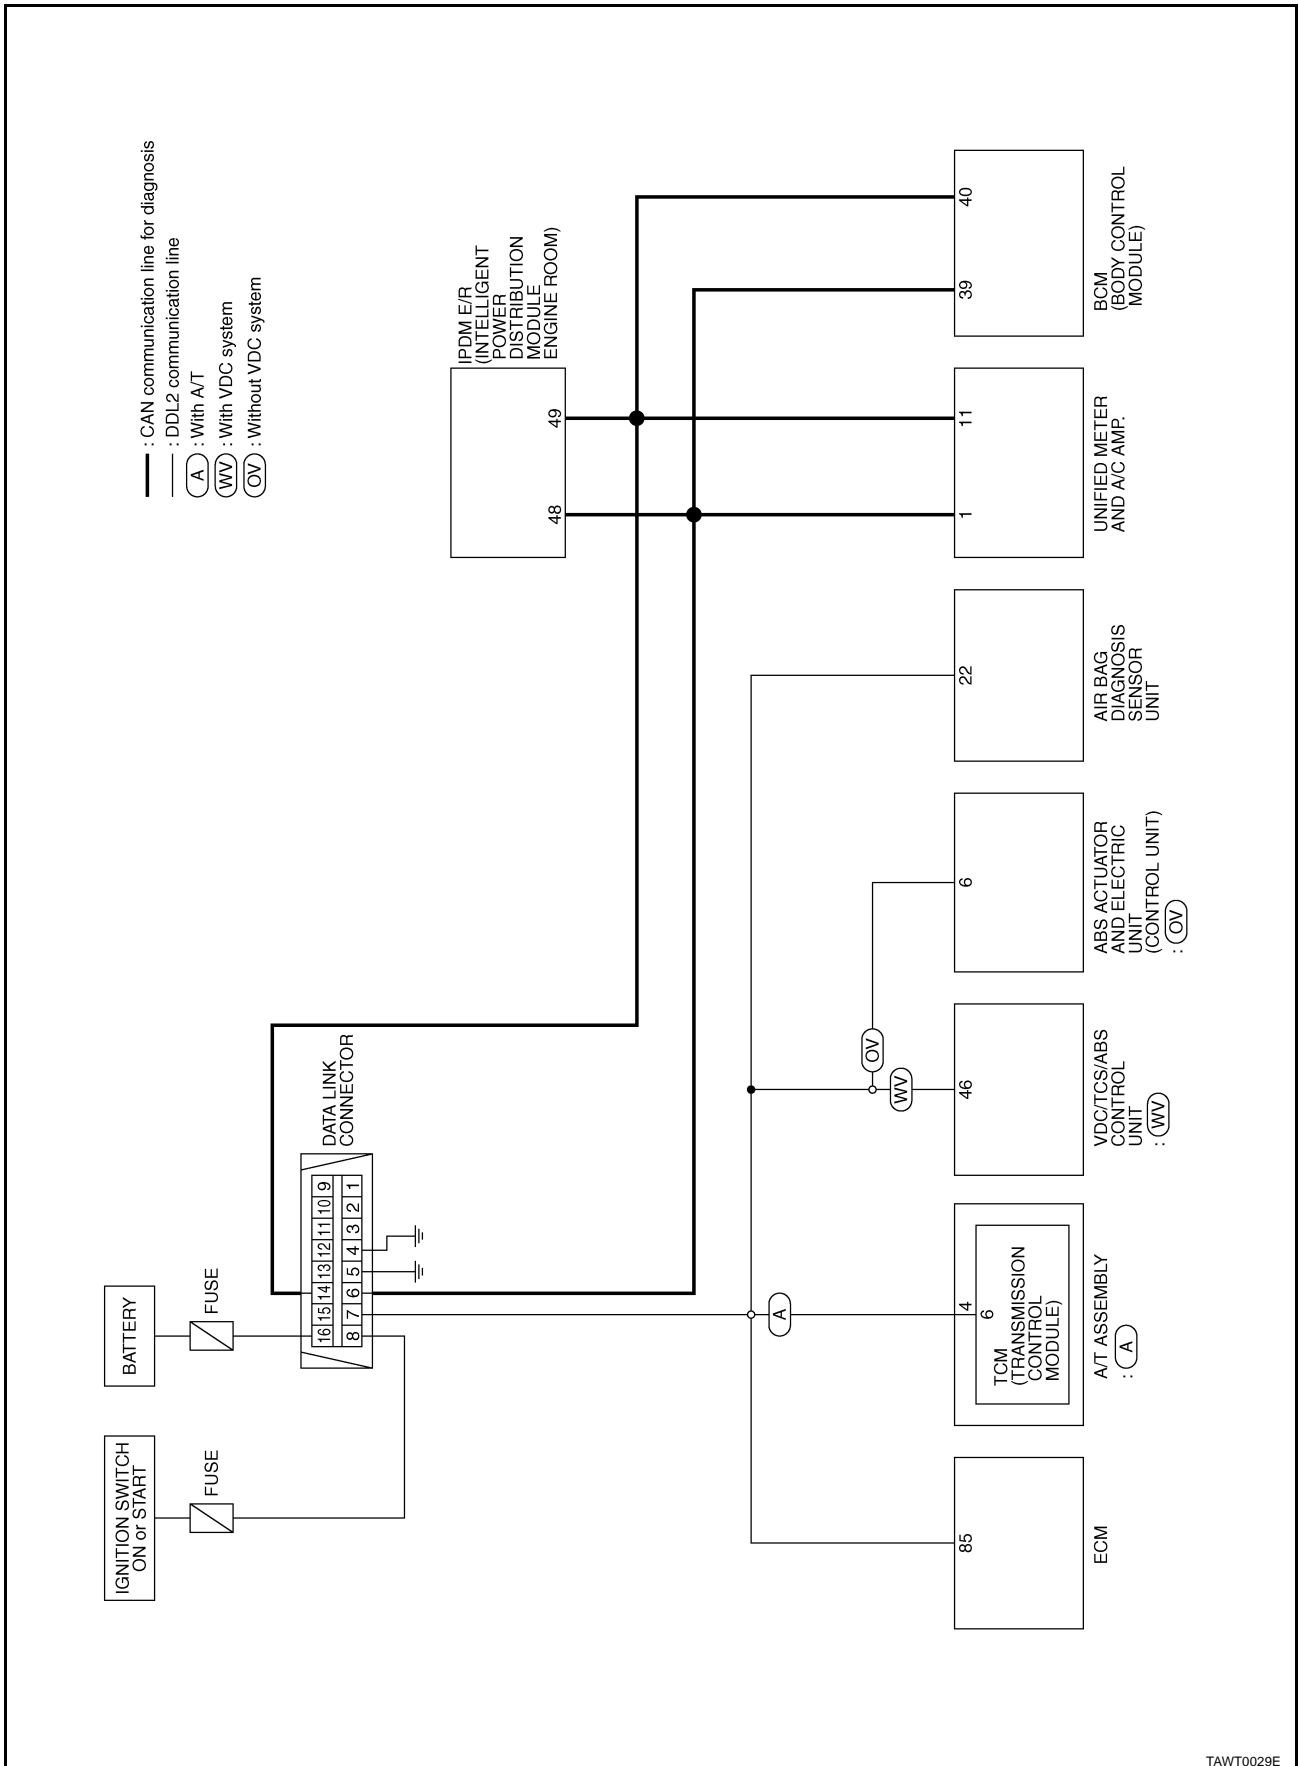 : CAN communication line for diagnosis
: DDL2 communication line
A : With A/T
WV : With VDC system
OV : Without VDC system
IGNITION SWITCH
ON or START
BATTERY
FUSE
FUSE
DATA LINK
CONNECTOR
16 15 14 13 12 11 10 9
8 7 6 5 4 3 2 1
IPDM E/R
(INTELLIGENT
POWER
DISTRIBUTION
MODULE
ENGINE ROOM)
48
49
A
WV
OV
85
ECM
4
6
TCM
(TRANSMISSION
CONTROL
MODULE)
A/T ASSEMBLY
: A
46
VDC/TCS/ABS
CONTROL
UNIT
: WV
6
ABS ACTUATOR
AND ELECTRIC
UNIT
(CONTROL UNIT)
: OV
22
AIR BAG
DIAGNOSIS
SENSOR
UNIT
1
11
UNIFIED METER
AND A/C AMP.
39
40
BCM
(BODY CONTROL
MODULE)
TAWT0029E